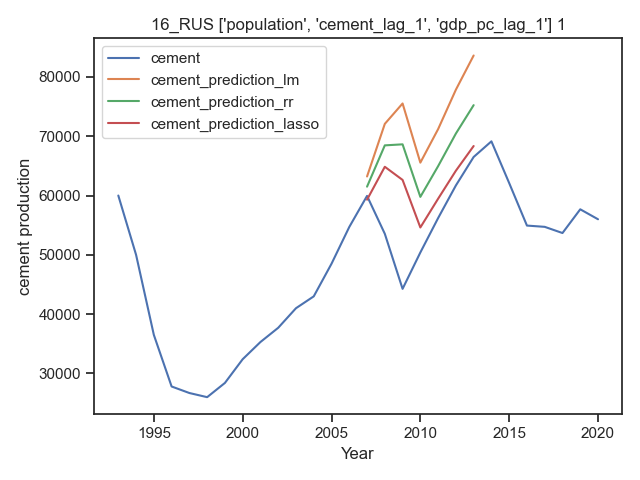 16_RUS ['population', 'cement_lag_1', 'gdp_pc_lag_1'] 1
cement
cement_prediction_lm
cement_prediction_rr
cement_prediction_lasso
cement production
80000
70000
60000
50000
40000
30000
1995
2000
2005
2010
2015
2020
Year